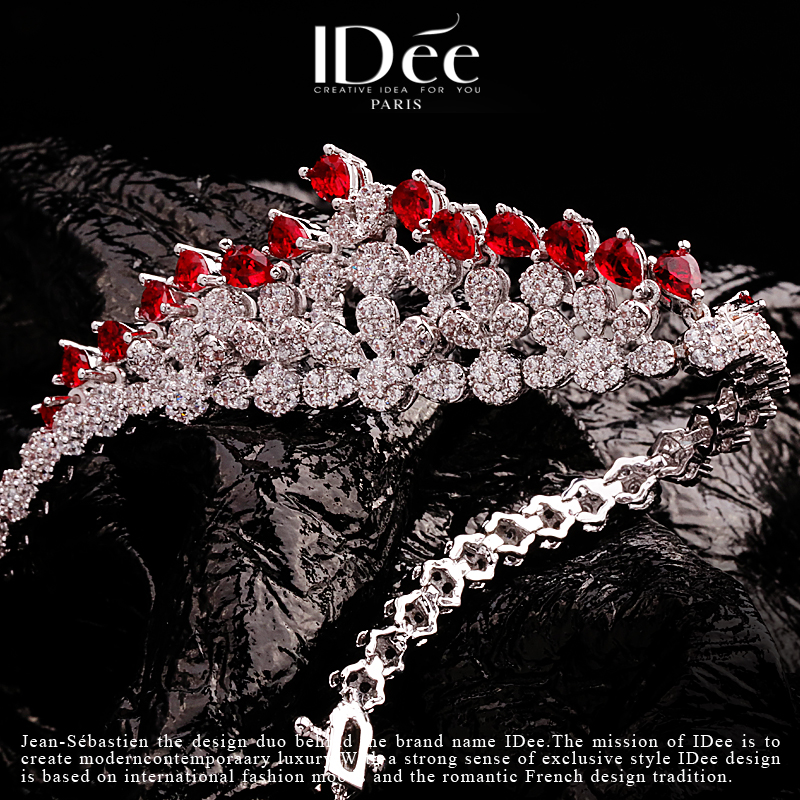 IDée
CREATIVE IDEA FOR YOU
PARIS
Jean-Sébastien the design duo behind the brand name IDee.The mission of IDee is to
create moderncontemporaary luxury.With a strong sense of exclusive style IDee design
is based on international fashion and the romantic French design tradition.